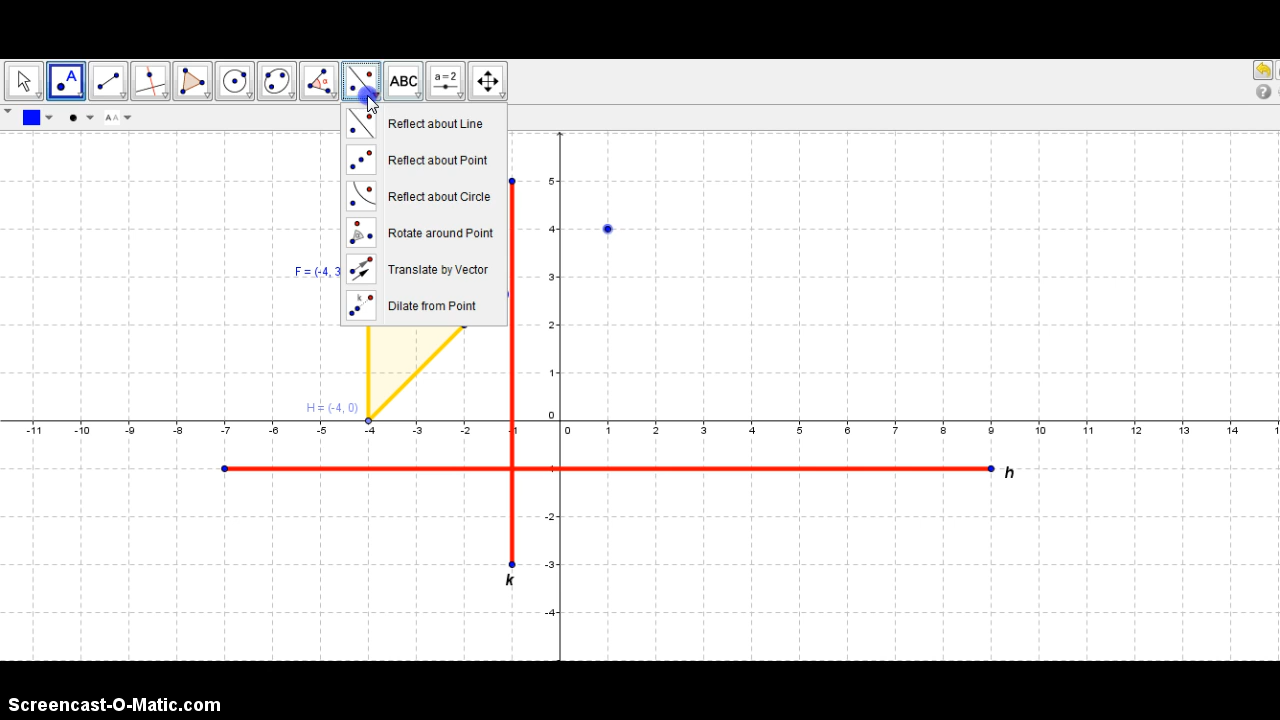 A
α
ABC
a=2
AA
Reflect about Line
Reflect about Point
Reflect about Circle
Rotate around Point
Translate by Vector
k
Dilate from Point
5
4
F = (-4, 3
3
2
1
H = (-4, 0)
0
-11 -10 -9 -8 -7 -6 -5 -4 -3 -2 -1 0 1 2 3 4 5 6 7 8 9 10 11 12 13 14
h
-2
-3
k
-4
Screencast-O-Matic.com